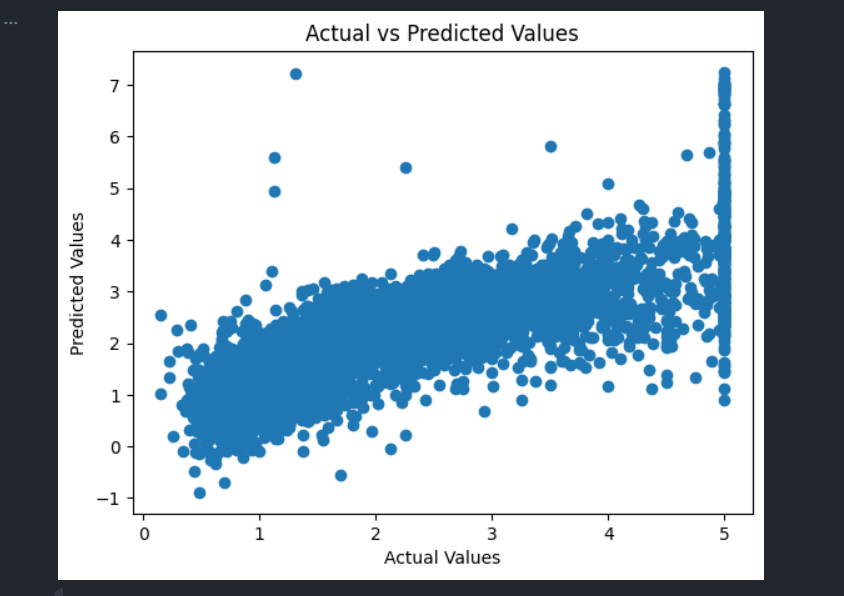 ...
Actual vs Predicted Values
7
6
5
4
3
2
1
0
−1
Predicted Values
0 1 2 3 4 5
Actual Values